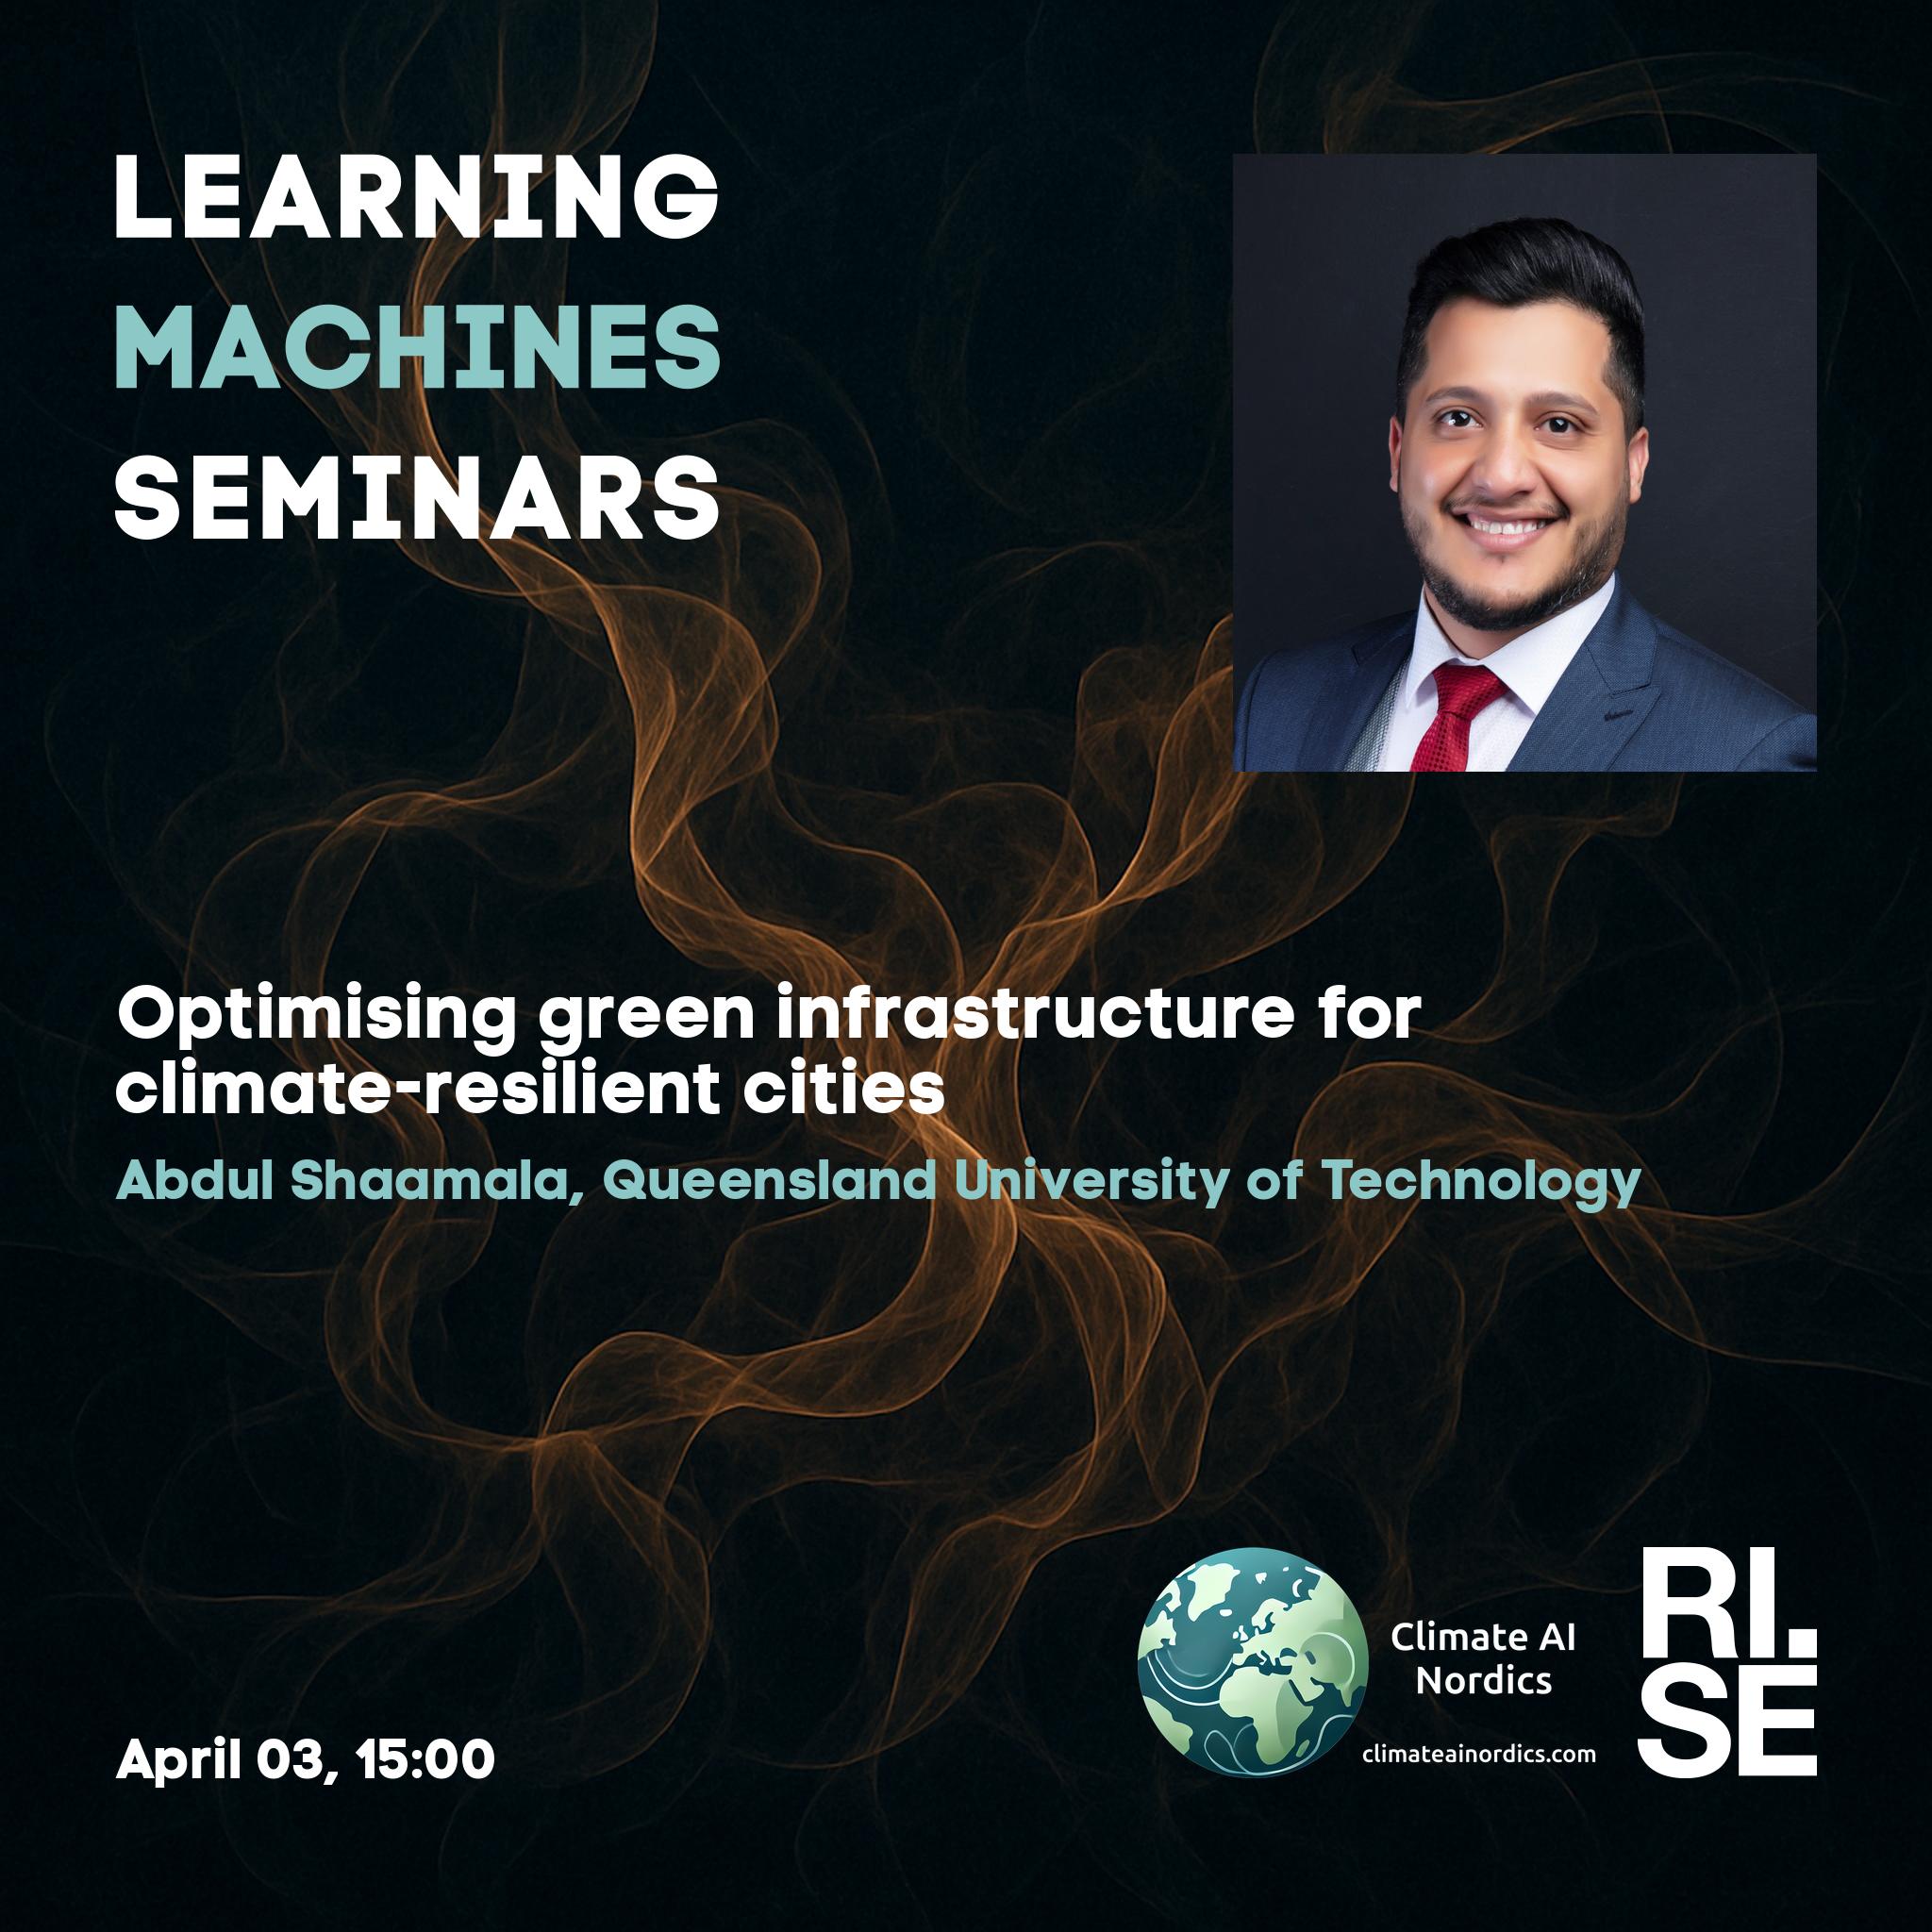 LEARNING
MACHINES
SEMINARS
Optimising green infrastructure for
climate-resilient cities
Abdul Shaamala, Queensland University of Technology
April 03, 15:00
Climate AI
Nordics
climateainordics.com
RI.
SE